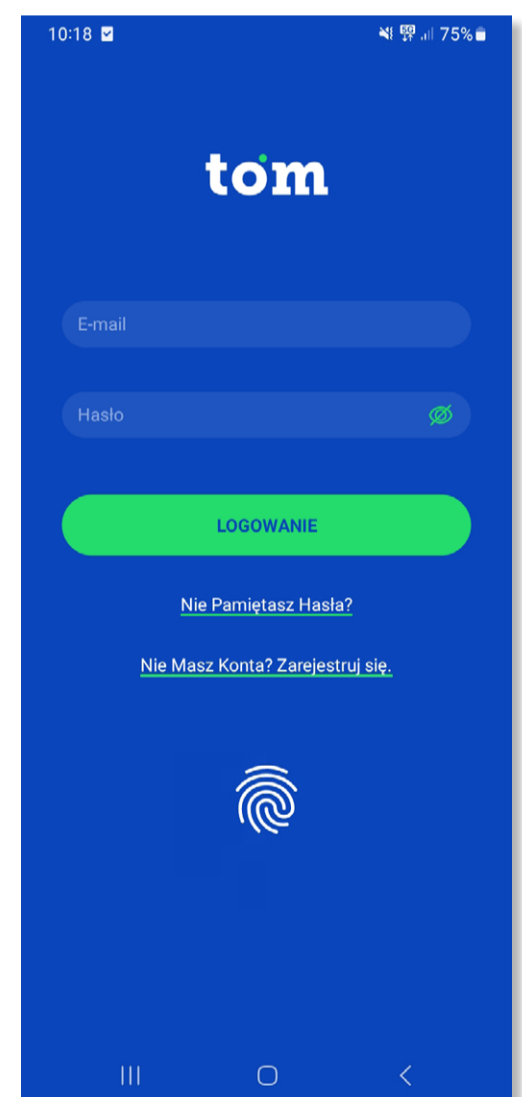 10:18 75%
tom
E-mail
Hasło
LOGOWANIE
Nie Pamiętasz Hasła?
Nie Masz Konta? Zarejestruj się.